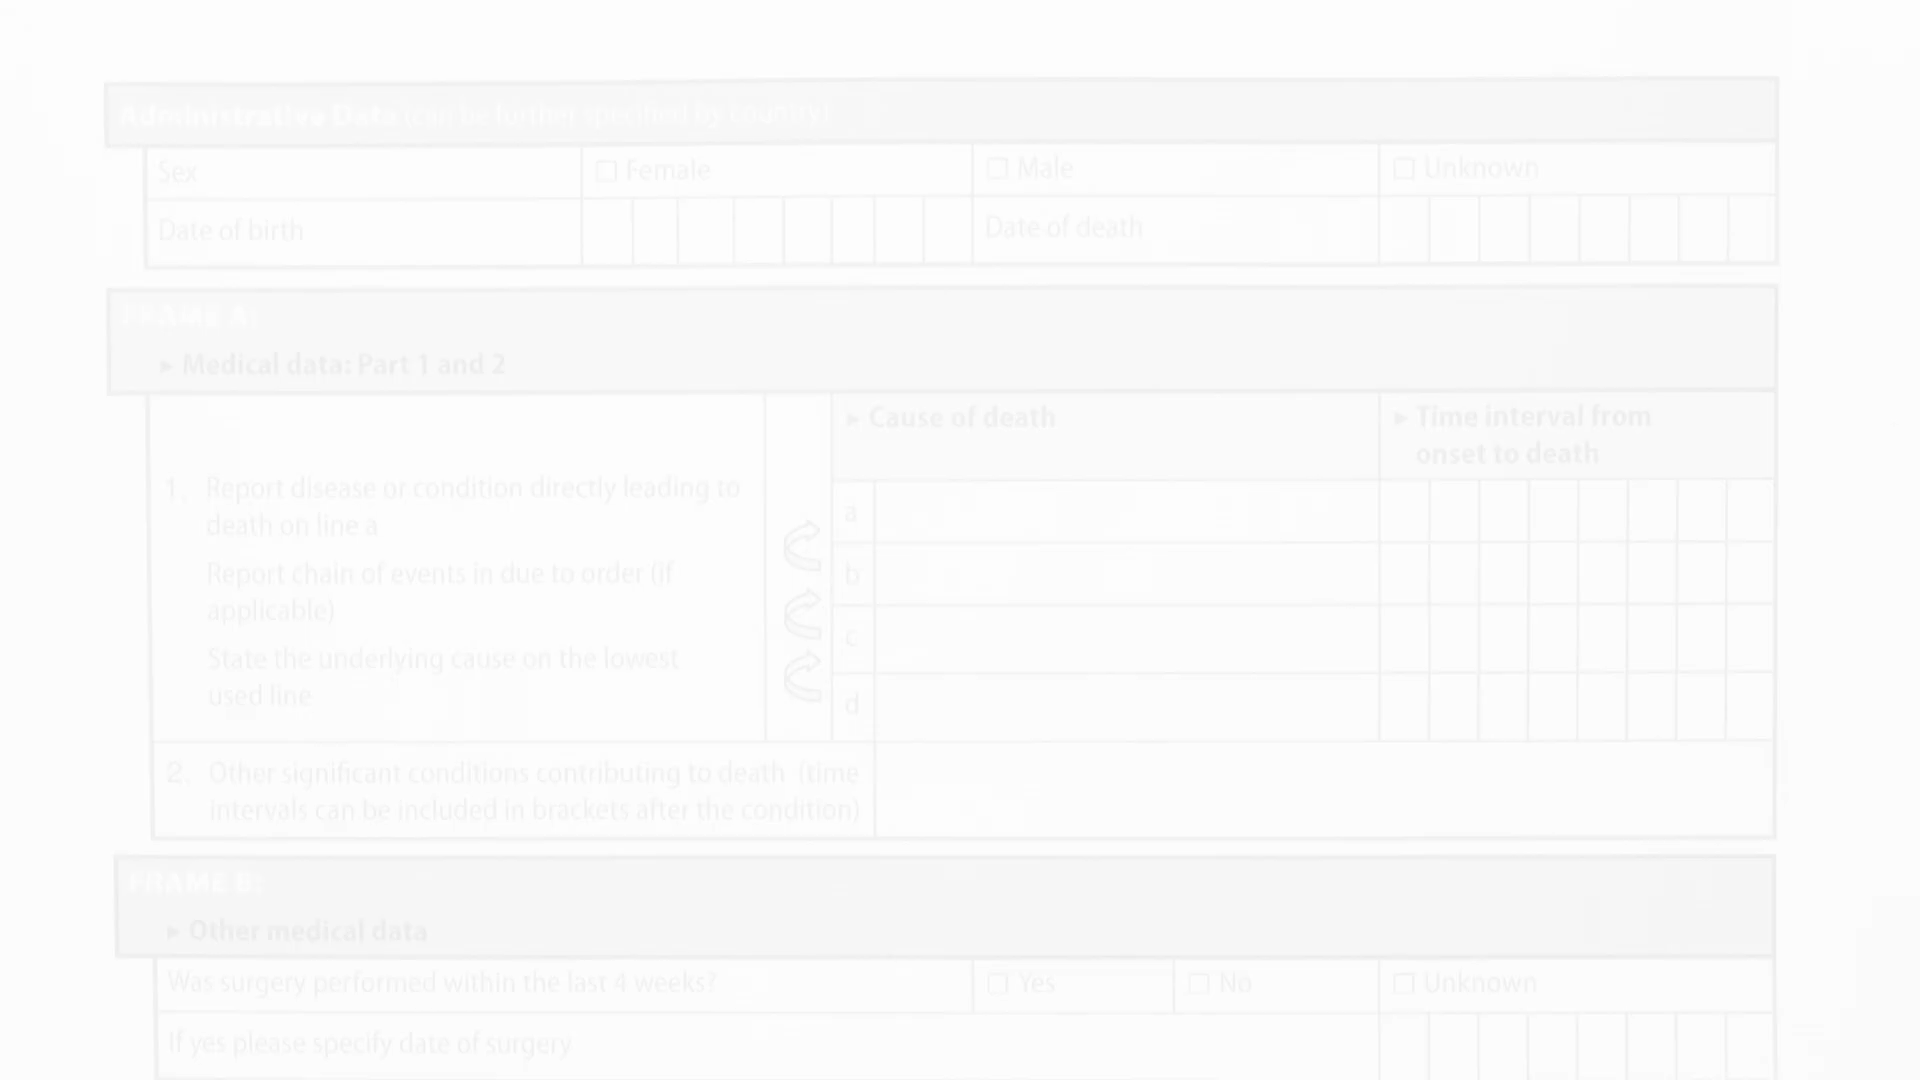 Administrative Data (can be further specified by country)
Sex
☐ Female
☐ Male
☐ Unknown
Date of birth
Date of death
FRAME A:
▸ Medical data: Part 1 and 2
▸ Cause of death
▸ Time interval from
onset to death
1. Report disease or condition directly leading to
death on line a
Report chain of events in due to order (if
applicable)
State the underlying cause on the lowest
used line
a
b
c
d
2. Other significant conditions contributing to death (time
intervals can be included in brackets after the condition)
FRAME B:
▸ Other medical data
Was surgery performed within the last 4 weeks?
☐ Yes
☐ No
☐ Unknown
If yes please specify date of surgery